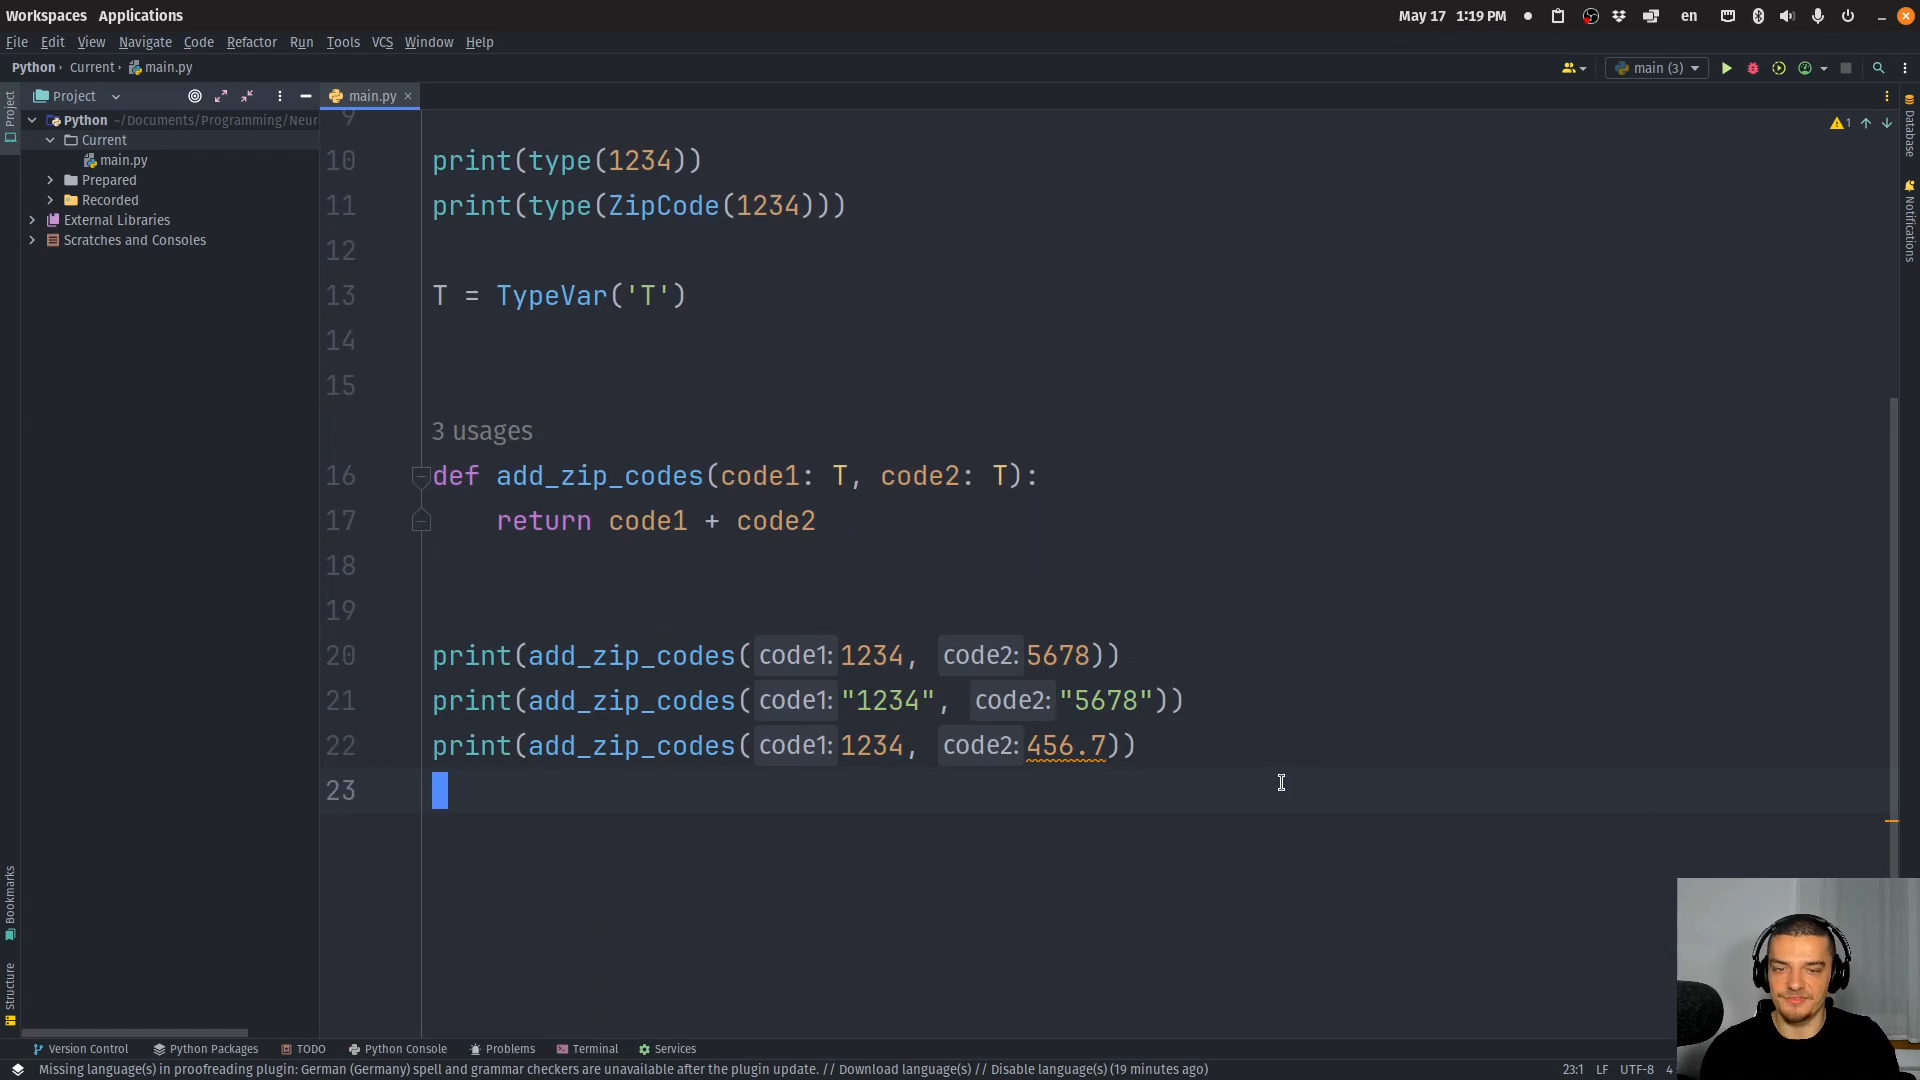 Workspaces Applications May 17 1:19 PM en
File Edit View Navigate Code Refactor Run Tools VCS Window Help
Python Current main.py main (3)
Project main.py
Project
Python ~/Documents/Programming/Neur
Current
main.py
Prepared
Recorded
External Libraries
Scratches and Consoles
Bookmarks
Structure
9
10 print(type(1234))
11 print(type(ZipCode(1234)))
12
13 T = TypeVar('T')
14
15
3 usages
16 def add_zip_codes(code1: T, code2: T):
17 return code1 + code2
18
19
20 print(add_zip_codes(code1: 1234, code2: 5678))
21 print(add_zip_codes(code1: "1234", code2: "5678"))
22 print(add_zip_codes(code1: 1234, code2: 456.7))
23
1
Database
Notifications
Version Control Python Packages TODO Python Console Problems Terminal Services
Missing language(s) in proofreading plugin: German (Germany) spell and grammar checkers are unavailable after the plugin update. // Download language(s) // Disable language(s) (19 minutes ago) 23:1 LF UTF-8 4